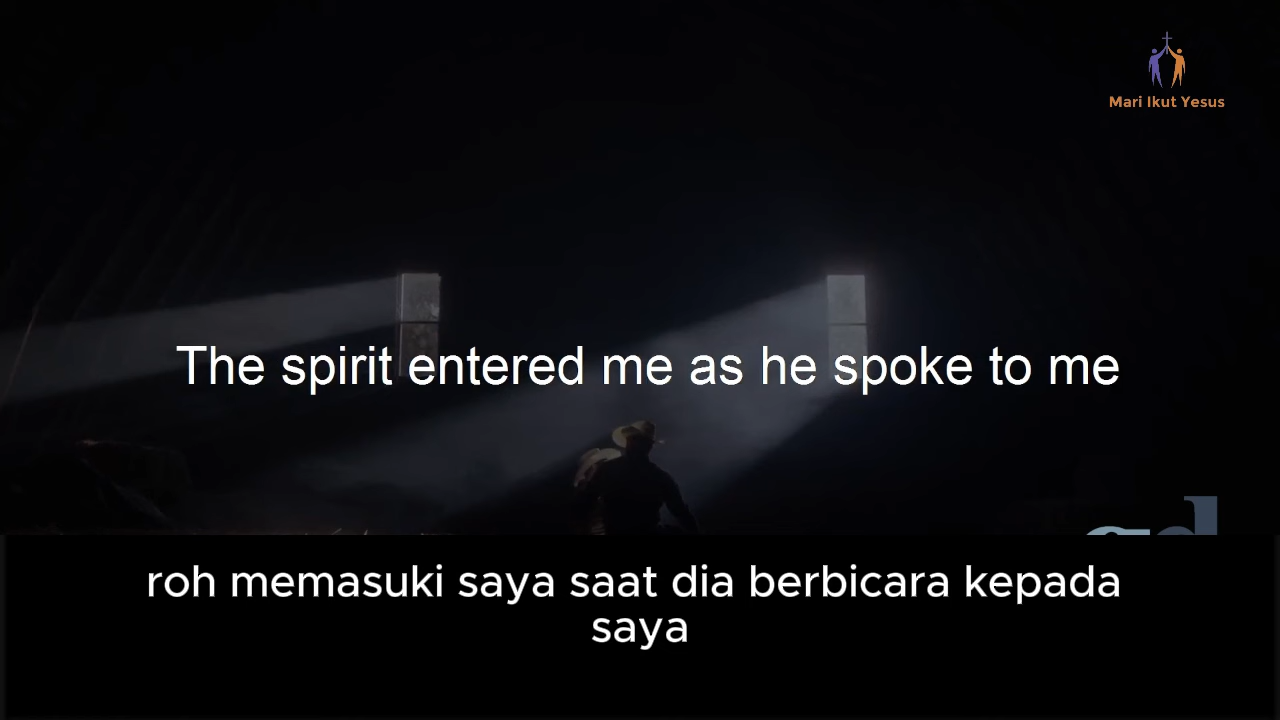 Mari Ikut Yesus
The spirit entered me as he spoke to me
roh memasuki saya saat dia berbicara kepada
saya